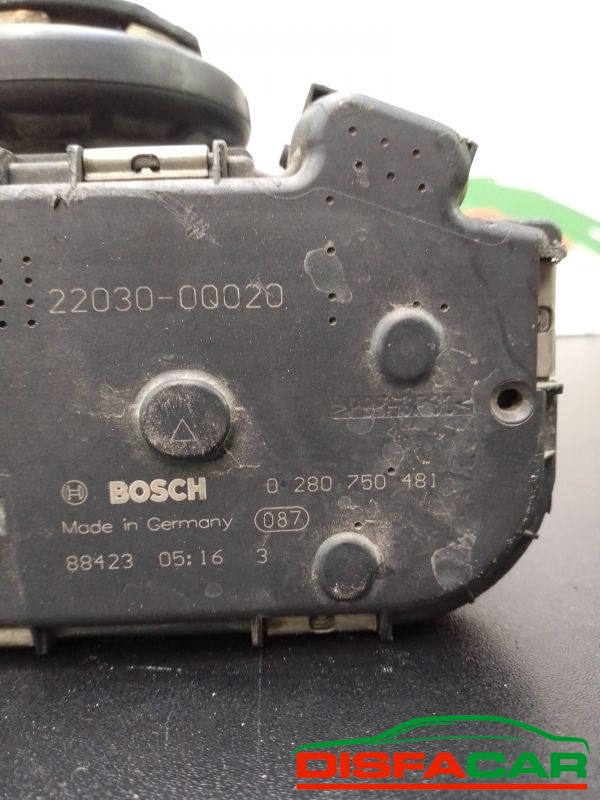 22030-0Q020
BOSCH 0 280 750 481
Made in Germany 087
88423 05:16 3
DISFACAR